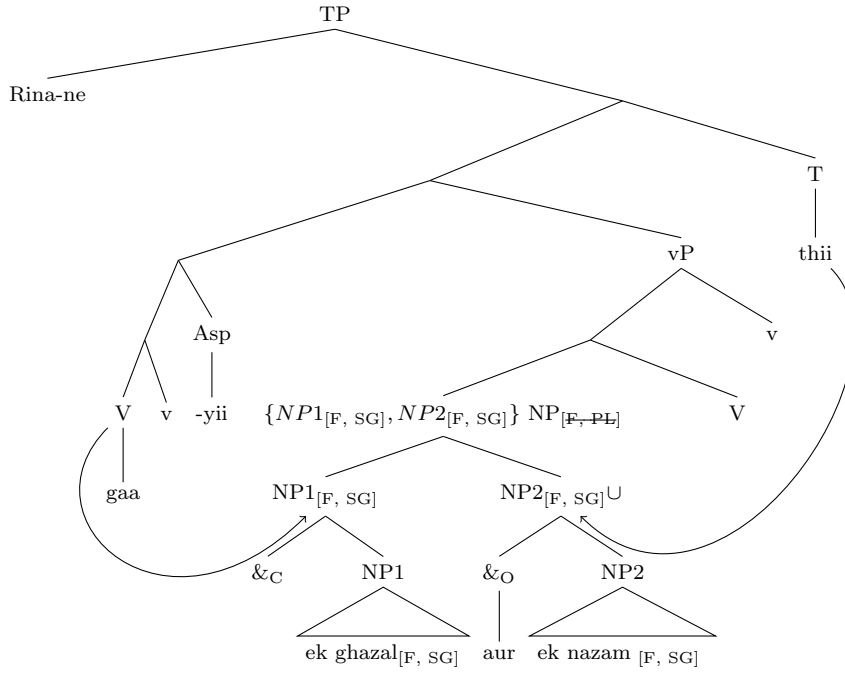 TP
Rina-ne
T
vP
thii
Asp
v
V v -yii {NP1[F, SG], NP2[F, SG]} NP[F, PL] V
gaa NP1[F, SG] NP2[F, SG]∪
&C NP1 &O NP2
ek ghazal[F, SG] aur ek nazam [F, SG]